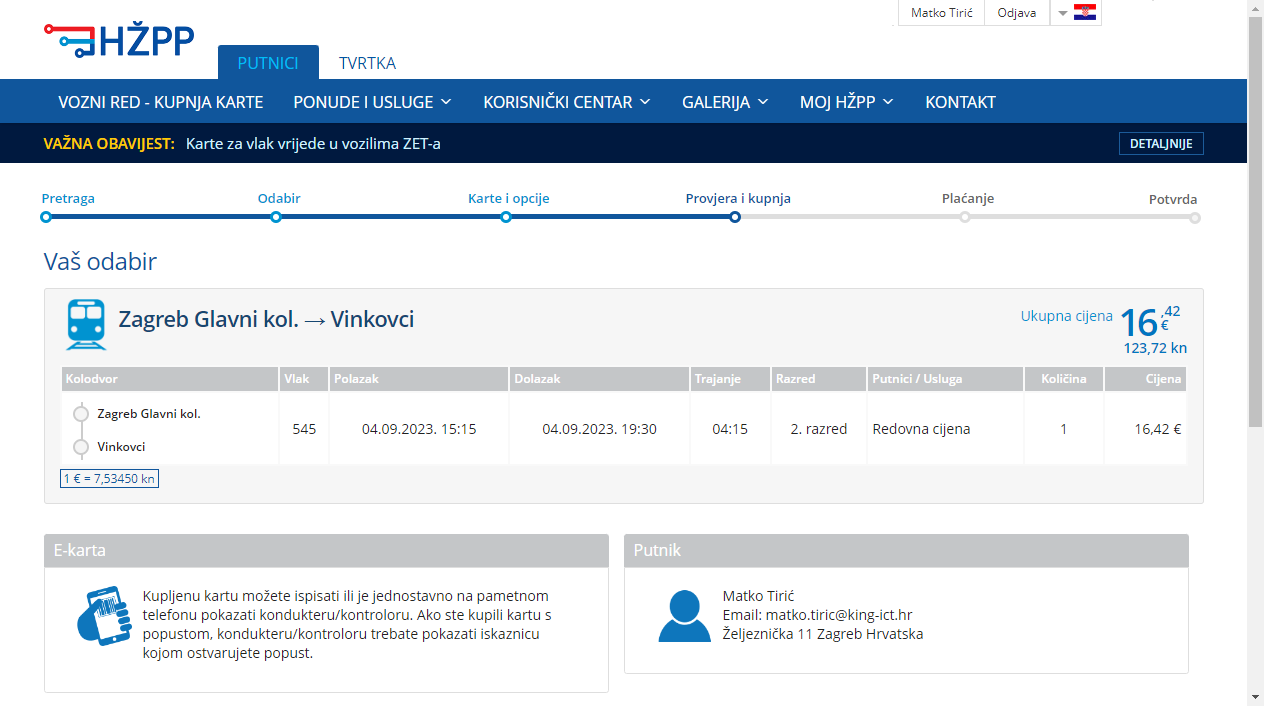 Matko Tirić Odjava
HŽPP
PUTNICI TVRTKA
VOZNI RED - KUPNJA KARTE PONUDE I USLUGE KORISNIČKI CENTAR GALERIJA MOJ HŽPP KONTAKT
VAŽNA OBAVIJEST: Karte za vlak vrijede u vozilima ZET-a DETALJNIJE
Pretraga Odabir Karte i opcije Provjera i kupnja Plaćanje Potvrda
Vaš odabir
Zagreb Glavni kol. → Vinkovci
Ukupna cijena 16,42 €
123,72 kn
Kolodvor Vlak Polazak Dolazak Trajanje Razred Putnici / Usluga Količina Cijena
Zagreb Glavni kol.
545 04.09.2023. 15:15 04.09.2023. 19:30 04:15 2. razred Redovna cijena 1 16,42 €
Vinkovci
1 € = 7,53450 kn
E-karta
Kupljenu kartu možete ispisati ili je jednostavno na pametnom
telefonu pokazati kondukteru/kontroloru. Ako ste kupili kartu s
popustom, kondukteru/kontroloru trebate pokazati iskaznicu
kojom ostvarujete popust.
Putnik
Matko Tirić
Email: matko.tiric@king-ict.hr
Željeznička 11 Zagreb Hrvatska